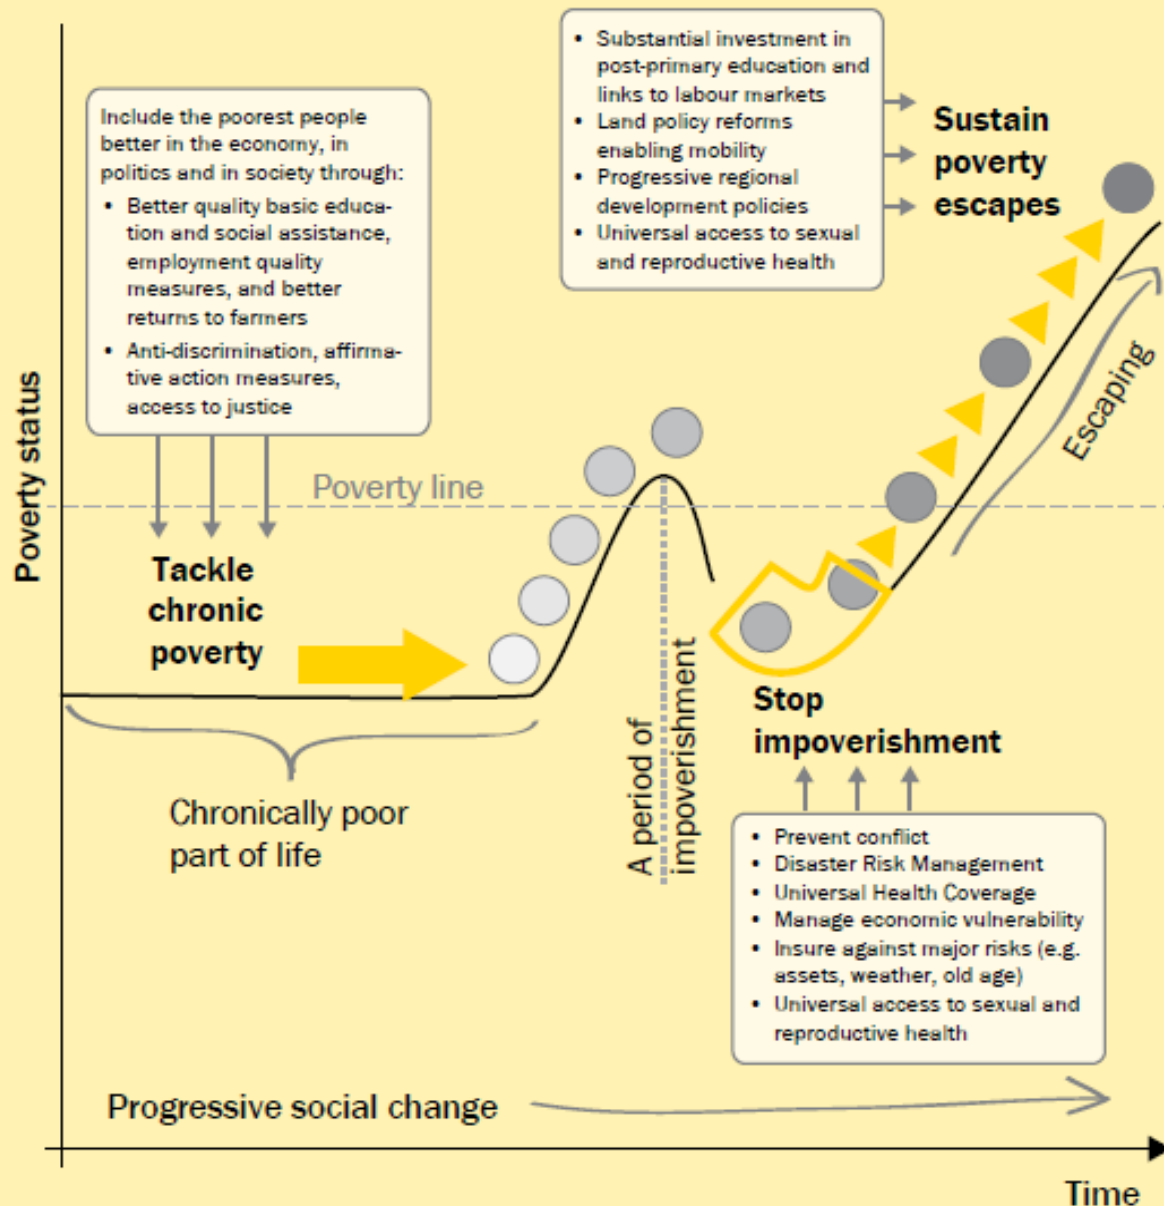 • Substantial investment in
post-primary education and
links to labour markets
• Land policy reforms
enabling mobility
• Progressive regional
development policies
• Universal access to sexual
and reproductive health
Sustain
poverty
escapes
Include the poorest people
better in the economy, in
politics and in society through:
• Better quality basic educa-
tion and social assistance,
employment quality
measures, and better
returns to farmers
• Anti-discrimination, affirma-
tive action measures,
access to justice
Poverty status
Poverty line
Escaping
Tackle
chronic
poverty
Chronically poor
part of life
A period of
impoverishment
Stop
impoverishment
• Prevent conflict
• Disaster Risk Management
• Universal Health Coverage
• Manage economic vulnerability
• Insure against major risks (e.g.
assets, weather, old age)
• Universal access to sexual and
reproductive health
Progressive social change
Time